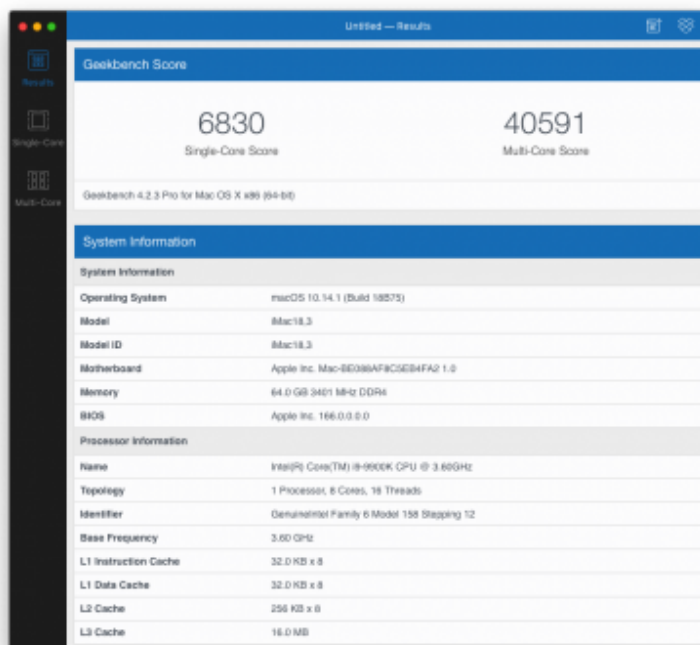 Untitled — Results
Results
Geekbench Score
6830
Single-Core Score
40591
Multi-Core Score
Single-Core
Multi-Core
Geekbench 4.2.3 Pro for Mac OS X x86 (64-bit)
System Information
System Information
Operating System macOS 10.14.1 (Build 18B75)
Model iMac18,3
Model ID iMac18,3
Motherboard Apple Inc. 1.0
Memory 64.0 GB 3401 MHz DDR4
BIOS Apple Inc. 166.0.0.0.0
Processor Information
Name Intel(R) Core(TM) i9-9900K CPU @ 3.60GHz
Topology 1 Processor, 8 Cores, 16 Threads
Identifier GenuineIntel Family 6 Model 158 Stepping 12
Base Frequency 3.60 GHz
L1 Instruction Cache 32.0 KB x 8
L1 Data Cache 32.0 KB x 8
L2 Cache 256 KB x 8
L3 Cache 16.0 MB